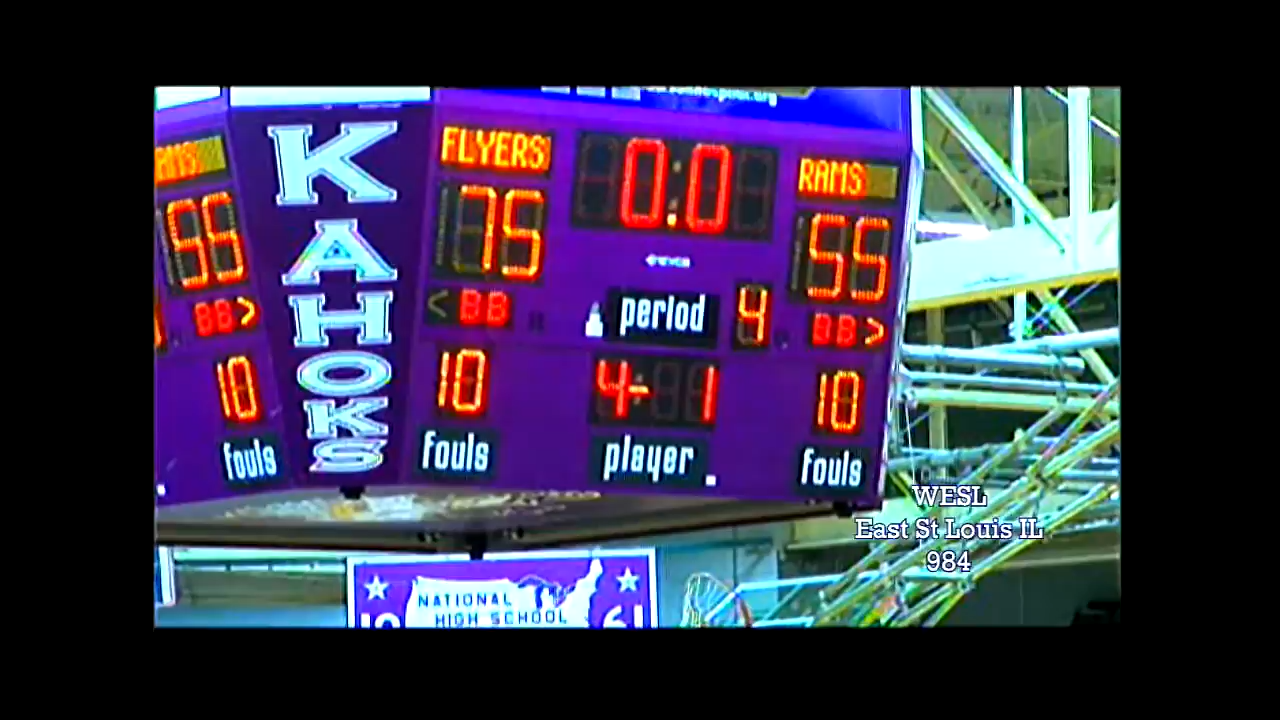 FLYERS
75
BB
10
fouls
0.0
period 4
4- 1
player
RAMS
55
BB >
10
fouls
55
BB >
10
fouls
KAHOKS
NATIONAL
HIGH SCHOOL
WESL
East St Louis IL
984